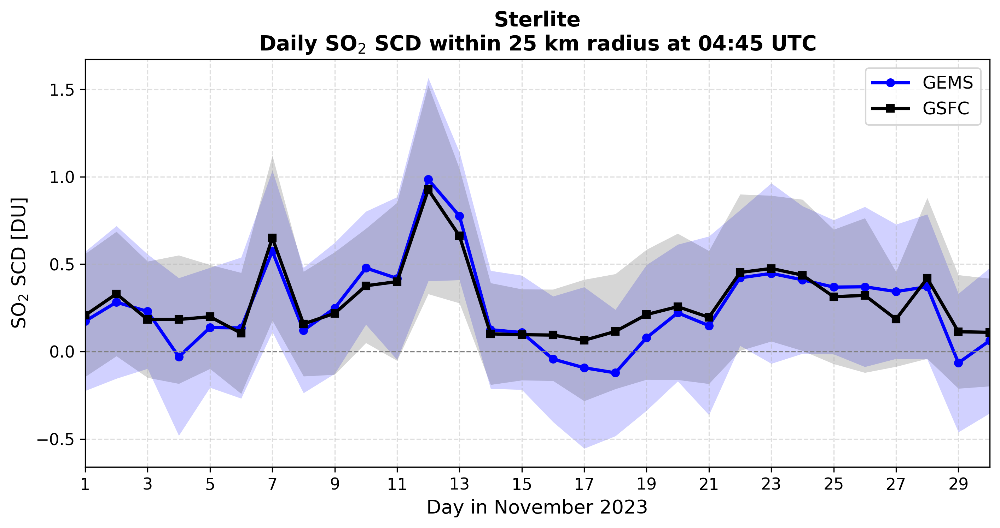 Sterlite
Daily SO₂ SCD within 25 km radius at 04:45 UTC
GEMS
GSFC
SO₂ SCD [DU]
1.5
1.0
0.5
0.0
−0.5
1 3 5 7 9 11 13 15 17 19 21 23 25 27 29
Day in November 2023